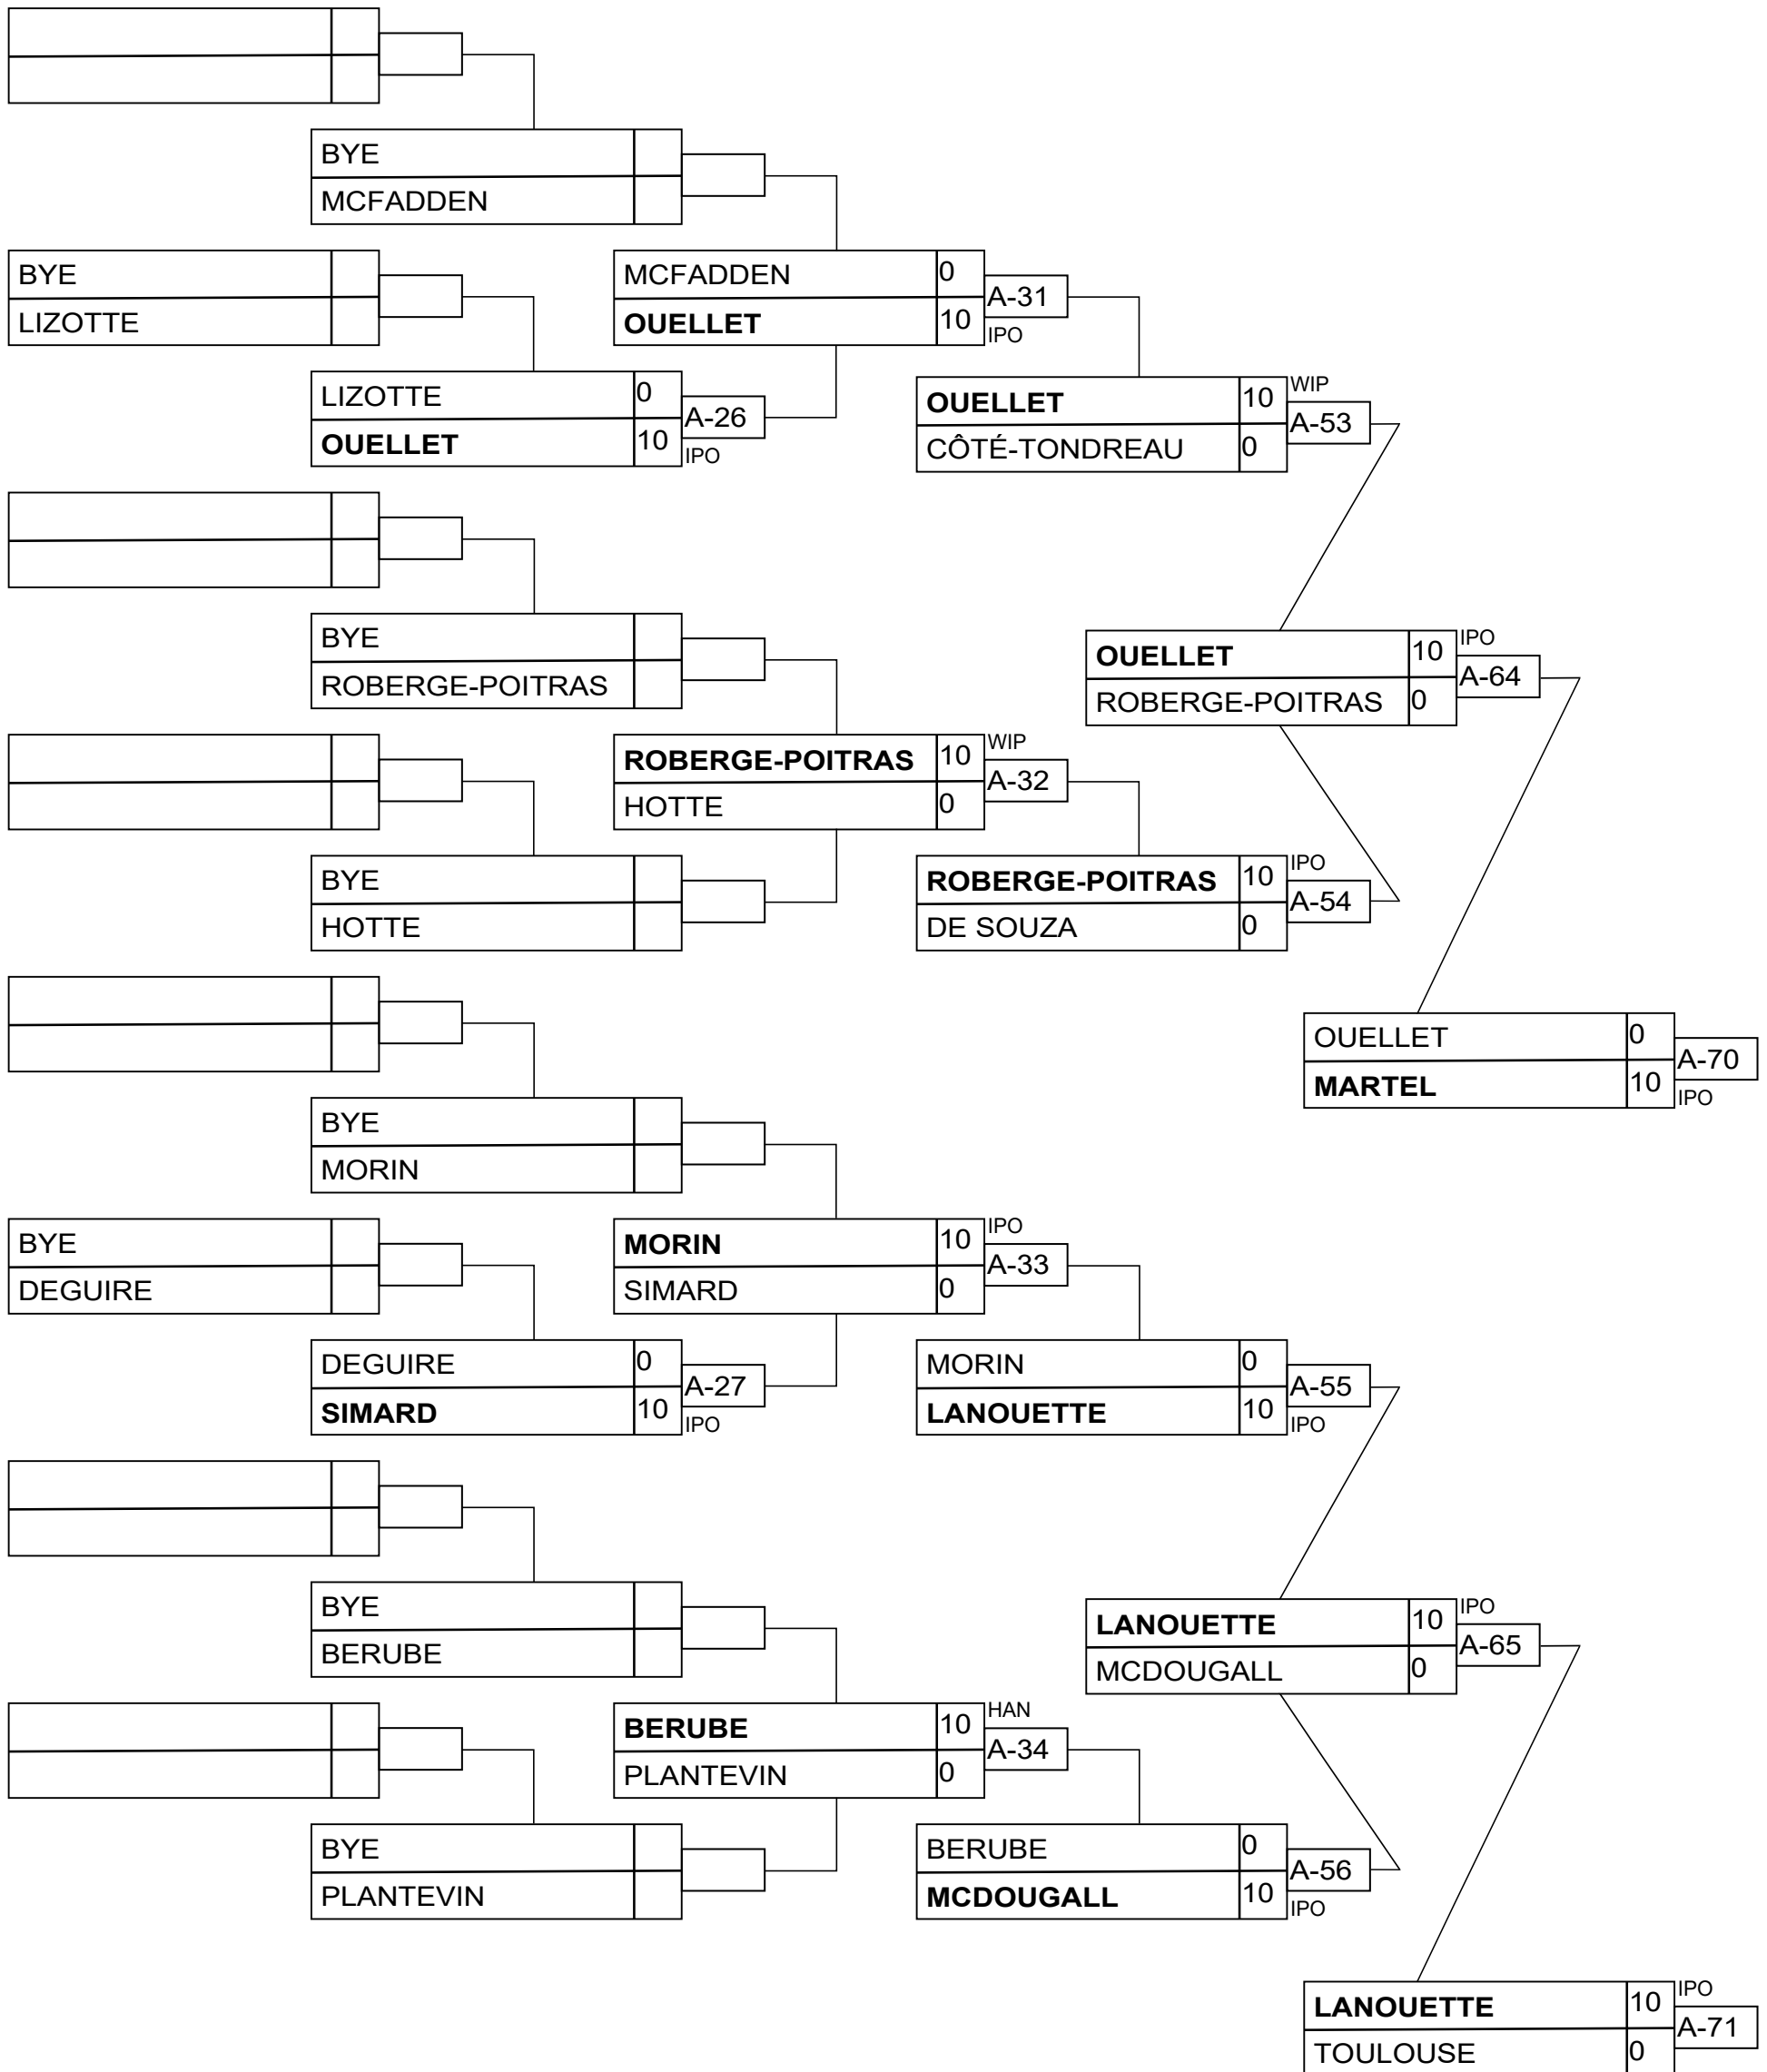 BYE
MCFADDEN
BYE
LIZOTTE
MCFADDEN 0
A-31
OUELLET 10
IPO
LIZOTTE 0
A-26
OUELLET 10
IPO
OUELLET 10
WIP
A-53
CÔTÉ-TONDREAU 0
BYE
ROBERGE-POITRAS
OUELLET 10
IPO
A-64
ROBERGE-POITRAS 0
ROBERGE-POITRAS 10
WIP
A-32
HOTTE 0
BYE
HOTTE
ROBERGE-POITRAS 10
IPO
A-54
DE SOUZA 0
OUELLET 0
A-70
MARTEL 10
IPO
BYE
MORIN
BYE
DEGUIRE
MORIN 10
IPO
A-33
SIMARD 0
DEGUIRE 0
A-27
SIMARD 10
IPO
MORIN 0
A-55
LANOUETTE 10
IPO
BYE
BERUBE
LANOUETTE 10
IPO
A-65
MCDOUGALL 0
BERUBE 10
HAN
A-34
PLANTEVIN 0
BYE
PLANTEVIN
BERUBE 0
A-56
MCDOUGALL 10
IPO
LANOUETTE 10
IPO
A-71
TOULOUSE 0